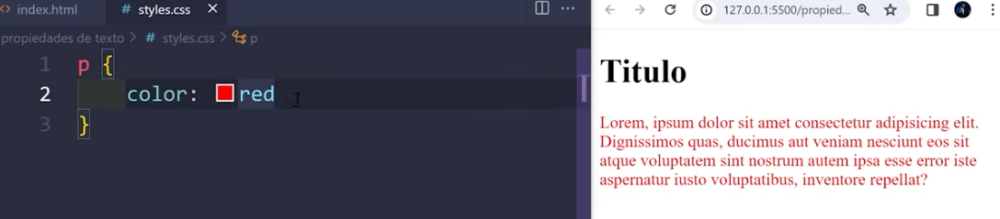 index.html
# styles.css
propiedades de texto > # styles.css > p
1 p {
2 color: red
3 }
127.0.0.1:5500/propied...
Titulo
Lorem, ipsum dolor sit amet consectetur adipisicing elit.
Dignissimos quas, ducimus aut veniam nesciunt eos sit
atque voluptatem sint nostrum autem ipsa esse error iste
aspernatur iusto voluptatibus, inventore repellat?